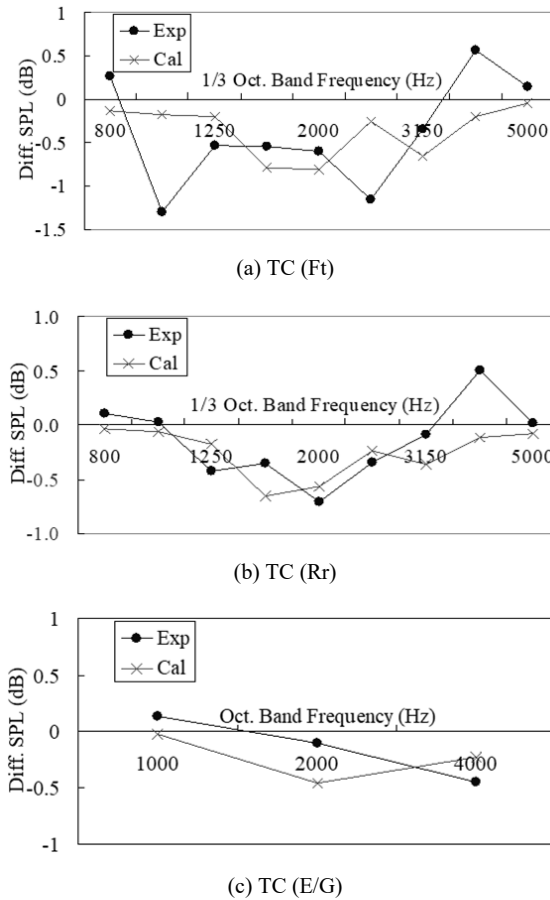 1
Exp
Cal
0.5
1/3 Oct. Band Frequency (Hz)
0
800 1250 2000 3150 5000
-0.5
-1
-1.5
Diff. SPL (dB)
(a) TC (Ft)
1.0
Exp
Cal
0.5
1/3 Oct. Band Frequency (Hz)
0.0
800 1250 2000 3150 5000
-0.5
-1.0
Diff. SPL (dB)
(b) TC (Rr)
1
Exp
Cal
0.5
Oct. Band Frequency (Hz)
0
1000 2000 4000
-0.5
-1
Diff. SPL (dB)
(c) TC (E/G)